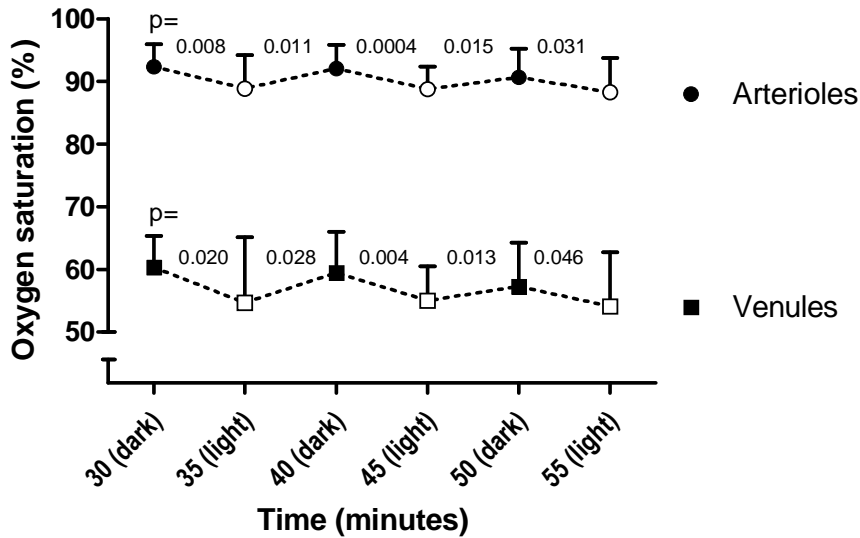 Oxygen saturation (%)
100
90
80
70
60
50
p=
0.008 0.011 0.0004 0.015 0.031
p=
0.020 0.028 0.004 0.013 0.046
Arterioles
Venules
30 (dark)
35 (light)
40 (dark)
45 (light)
50 (dark)
55 (light)
Time (minutes)